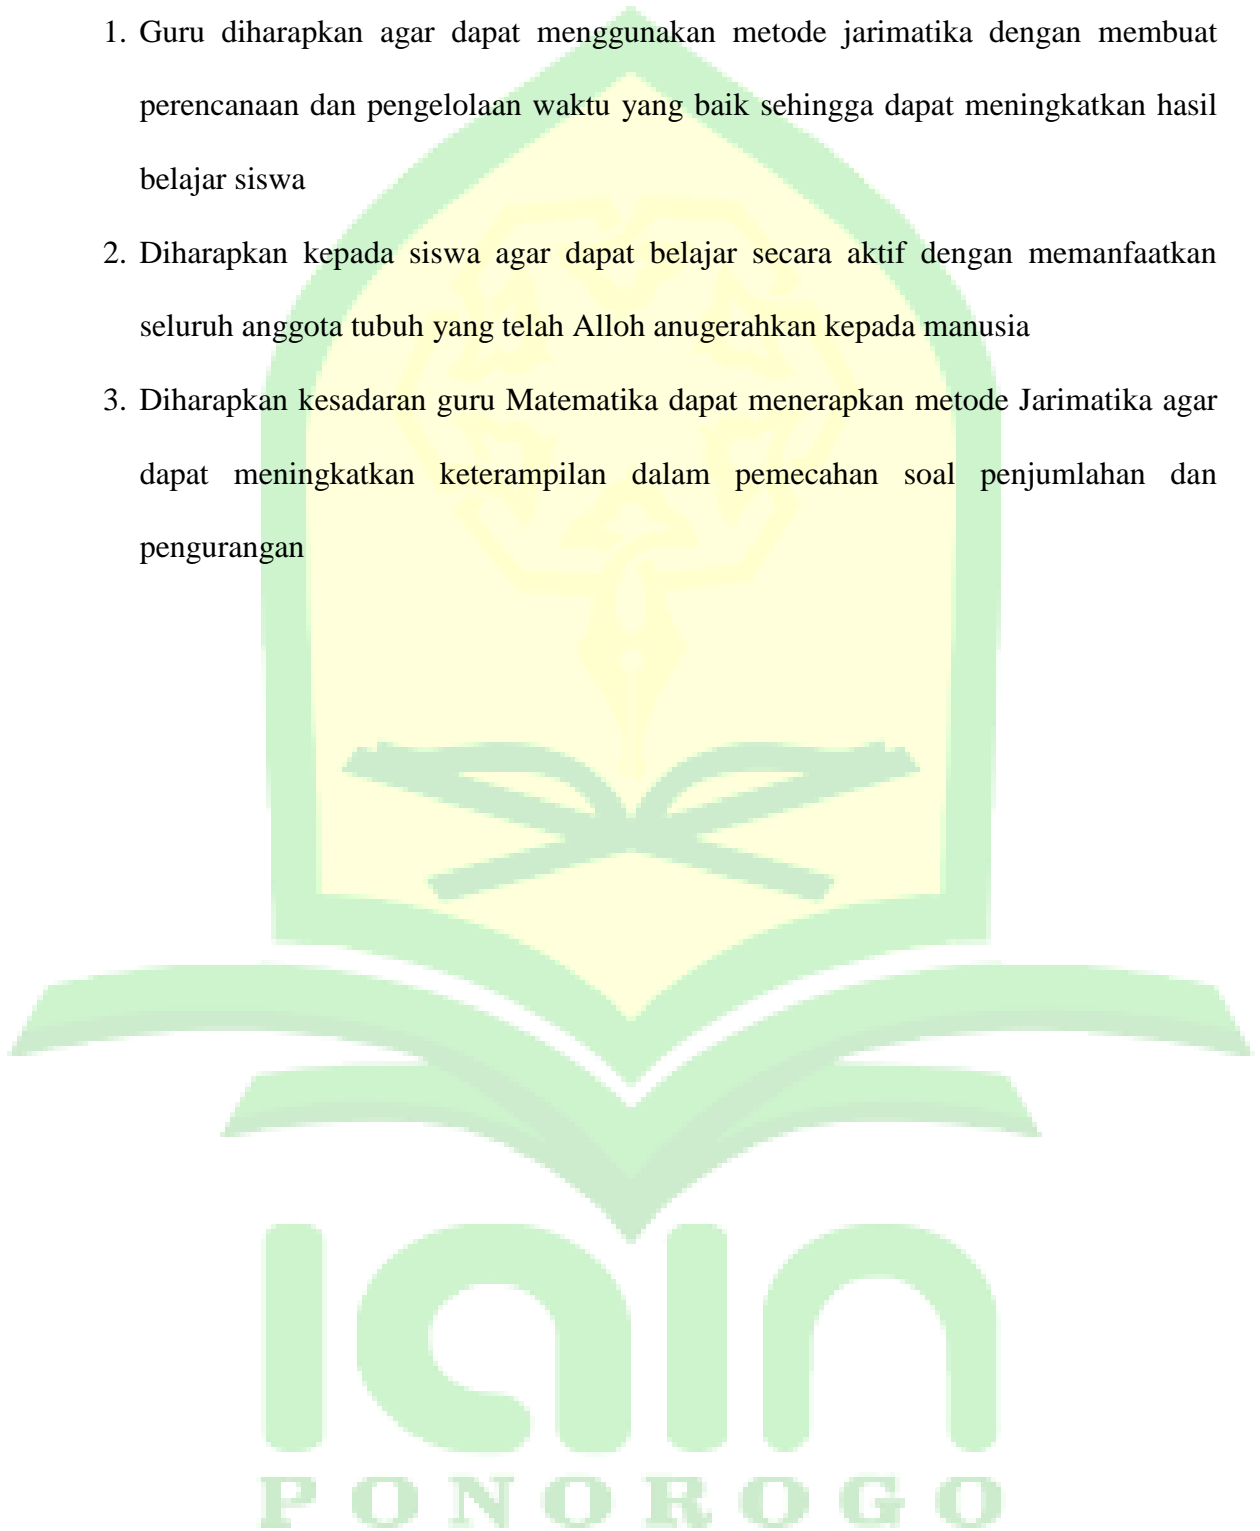 1. Guru diharapkan agar dapat menggunakan metode jarimatika dengan membuat
perencanaan dan pengelolaan waktu yang baik sehingga dapat meningkatkan hasil
belajar siswa
2. Diharapkan kepada siswa agar dapat belajar secara aktif dengan memanfaatkan
seluruh anggota tubuh yang telah Alloh anugerahkan kepada manusia
3. Diharapkan kesadaran guru Matematika dapat menerapkan metode Jarimatika agar
dapat meningkatkan keterampilan dalam pemecahan soal penjumlahan dan
pengurangan
iain
PONOROGO